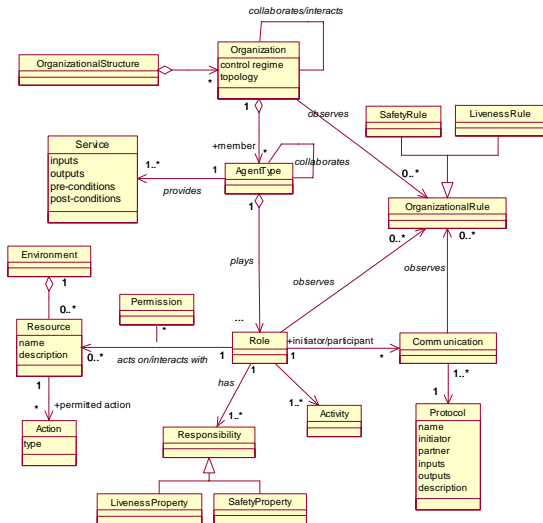 collaborates/interacts
OrganizationalStructure
*
Organization
control regime
topology
1
observes
SafetyRule
LivenessRule
Service
inputs
outputs
pre-conditions
post-conditions
+member
*
collaborates
1..*
1
provides
AgentType
1
0..*
OrganizationalRule
0..*
0..*
Environment
1
plays
observes
observes
0..*
Permission
*
...
Resource
name
description
0..*
acts on/interacts with
1
Role
1
+initiator/participant
1
*
Communication
1
+permitted action
*
has
1..*
1..*
1..*
1
Action
type
Responsibility
Activity
Protocol
name
initiator
partner
inputs
outputs
description
LivenessProperty
SafetyProperty